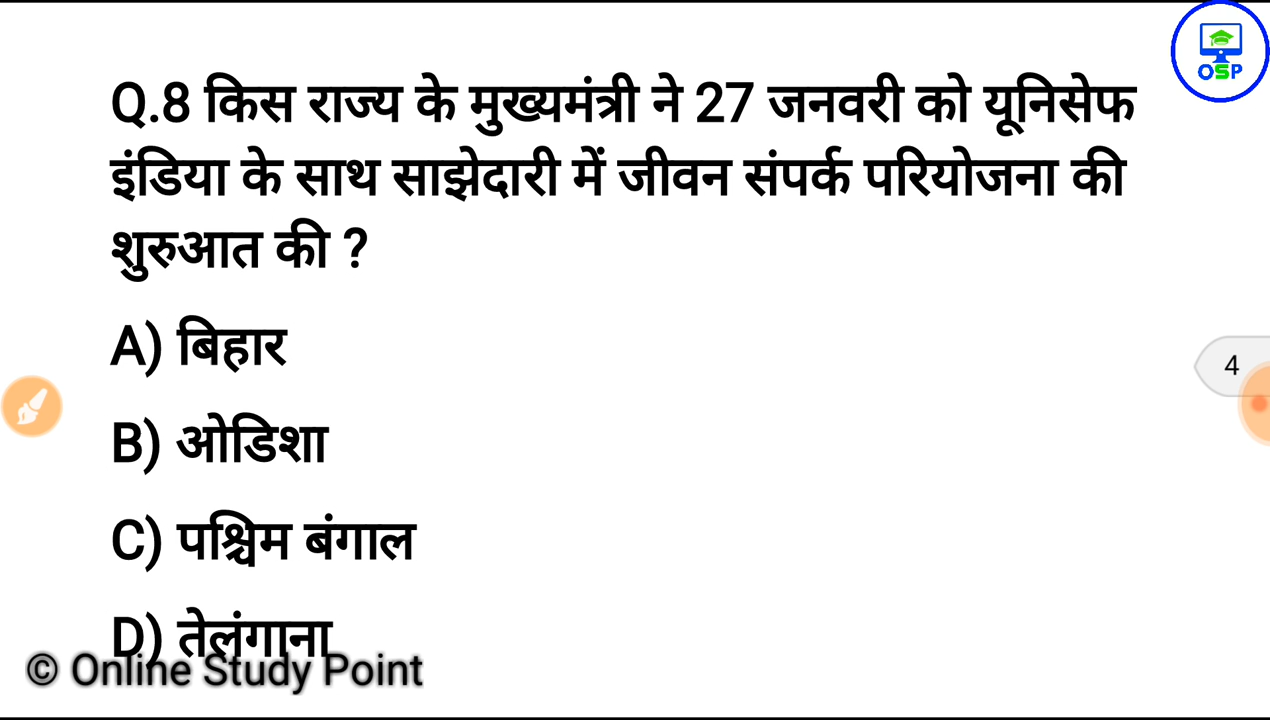 OSP
Q.8 किस राज्य के मुख्यमंत्री ने 27 जनवरी को यूनिसेफ
इंडिया के साथ साझेदारी में जीवन संपर्क परियोजना की
शुरुआत की ?
A) बिहार
4
B) ओडिशा
C) पश्चिम बंगाल
D) तेलंगाना
© Online Study Point